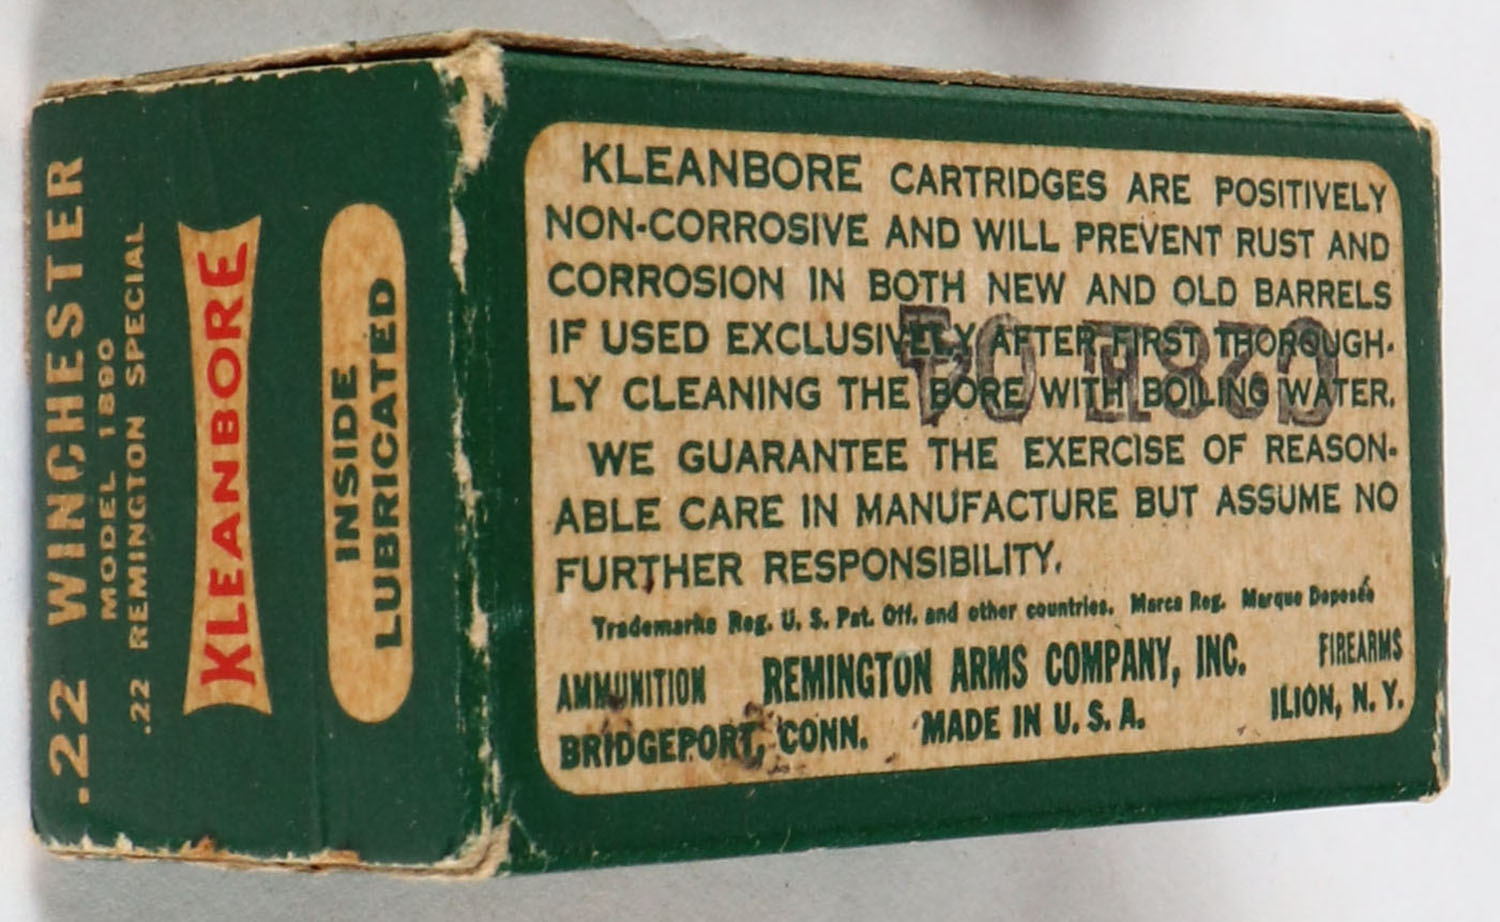 .22 WINCHESTER
MODEL 1890
.22 REMINGTON SPECIAL
KLEANBORE
INSIDE
LUBRICATED
KLEANBORE CARTRIDGES ARE POSITIVELY
NON-CORROSIVE AND WILL PREVENT RUST AND
CORROSION IN BOTH NEW AND OLD BARRELS
IF USED EXCLUSIVELY AFTER FIRST THOROUGH-
LY CLEANING THE BORE WITH BOILING WATER.
WE GUARANTEE THE EXERCISE OF REASON-
ABLE CARE IN MANUFACTURE BUT ASSUME NO
FURTHER RESPONSIBILITY.
Trademarks Reg. U. S. Pat. Off. and other countries. Marca Reg. Marque Deposée
AMMUNITION REMINGTON ARMS COMPANY, INC. FIREARMS
BRIDGEPORT, CONN. MADE IN U. S. A. ILION, N. Y.